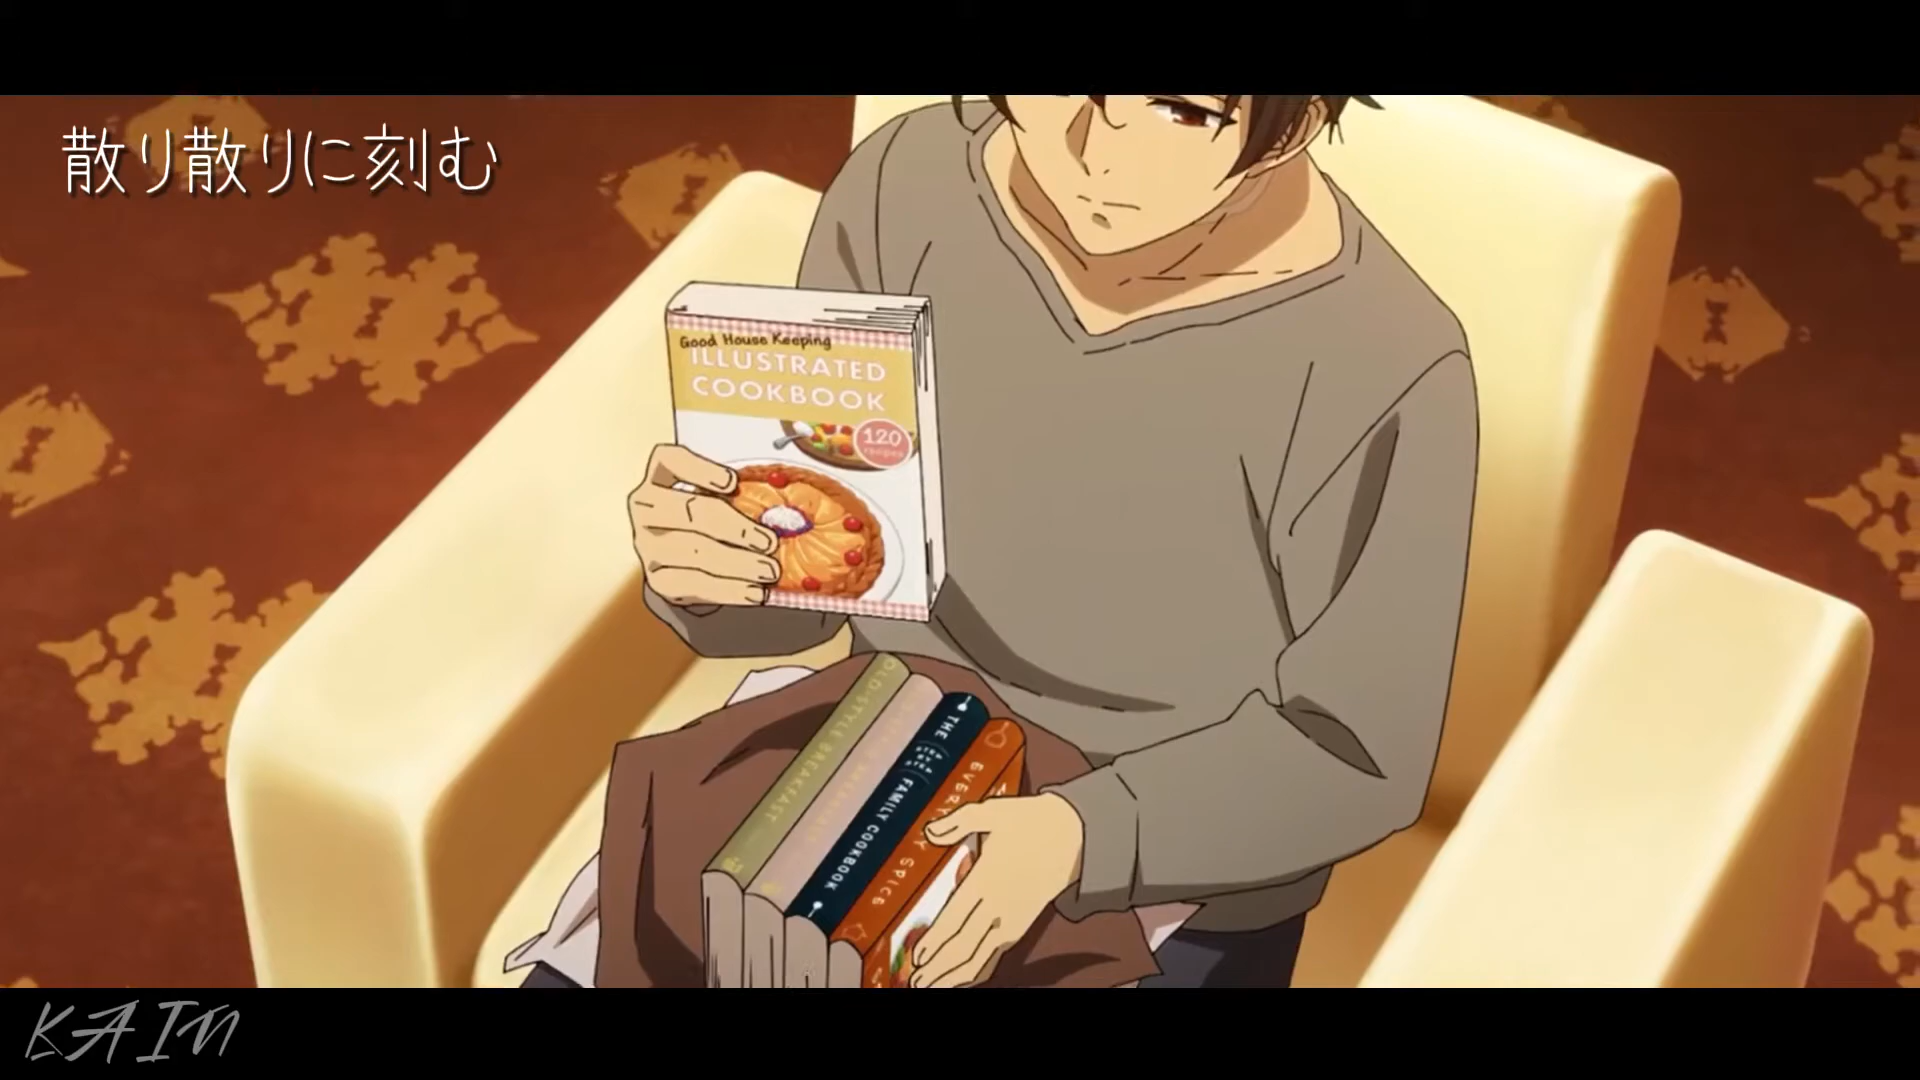 散り散りに刻む
Good House Keeping
ILLUSTRATED
COOKBOOK
120
recipes
OLD-STYLE BREAKFAST
THE
FAMILY COOKBOOK
EVERYDAY SPICE
KAIM